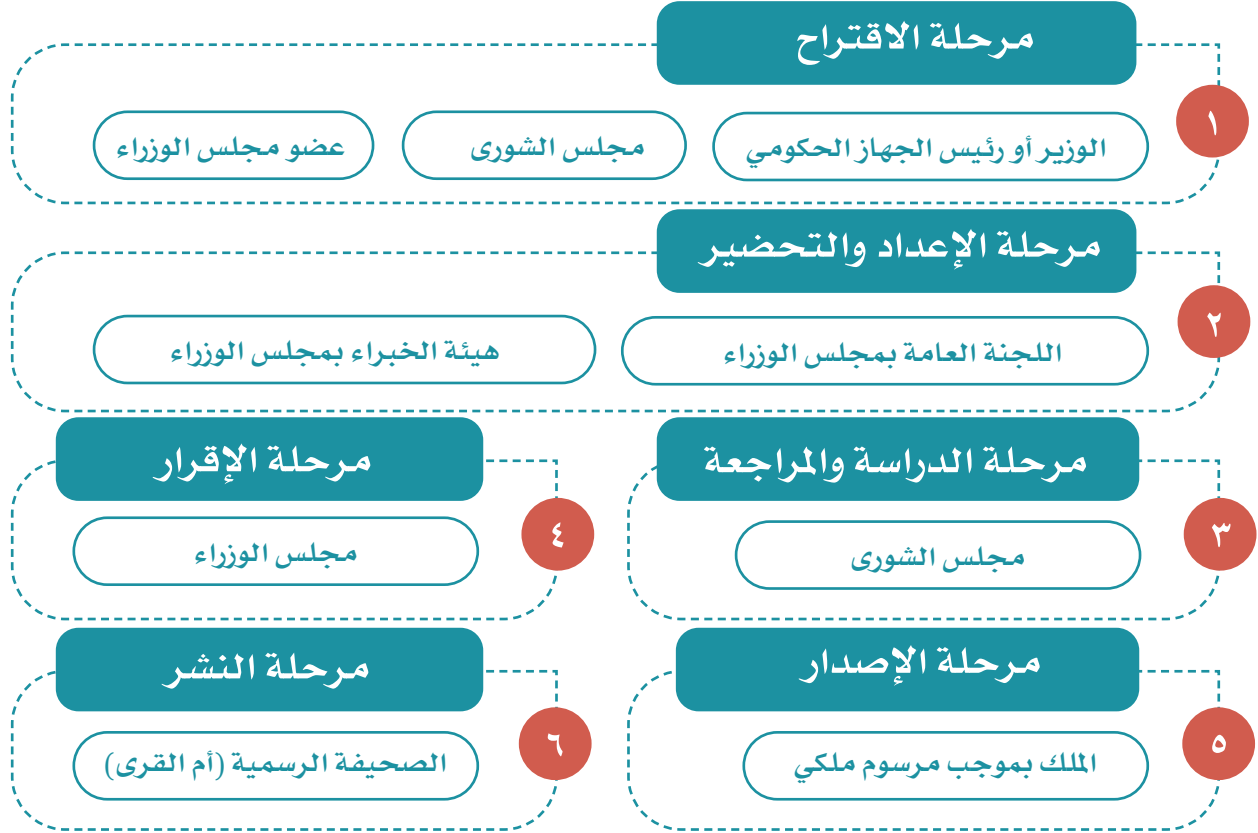 مرحلة الاقتراح
١
الوزير أو رئيس الجهاز الحكومي
مجلس الشورى
عضو مجلس الوزراء
مرحلة الإعداد والتحضير
٢
اللجنة العامة بمجلس الوزراء
هيئة الخبراء بمجلس الوزراء
مرحلة الدراسة والمراجعة
٣
مجلس الشورى
مرحلة الإقرار
٤
مجلس الوزراء
مرحلة الإصدار
٥
الملك بموجب مرسوم ملكي
مرحلة النشر
٦
الصحيفة الرسمية (أم القرى)